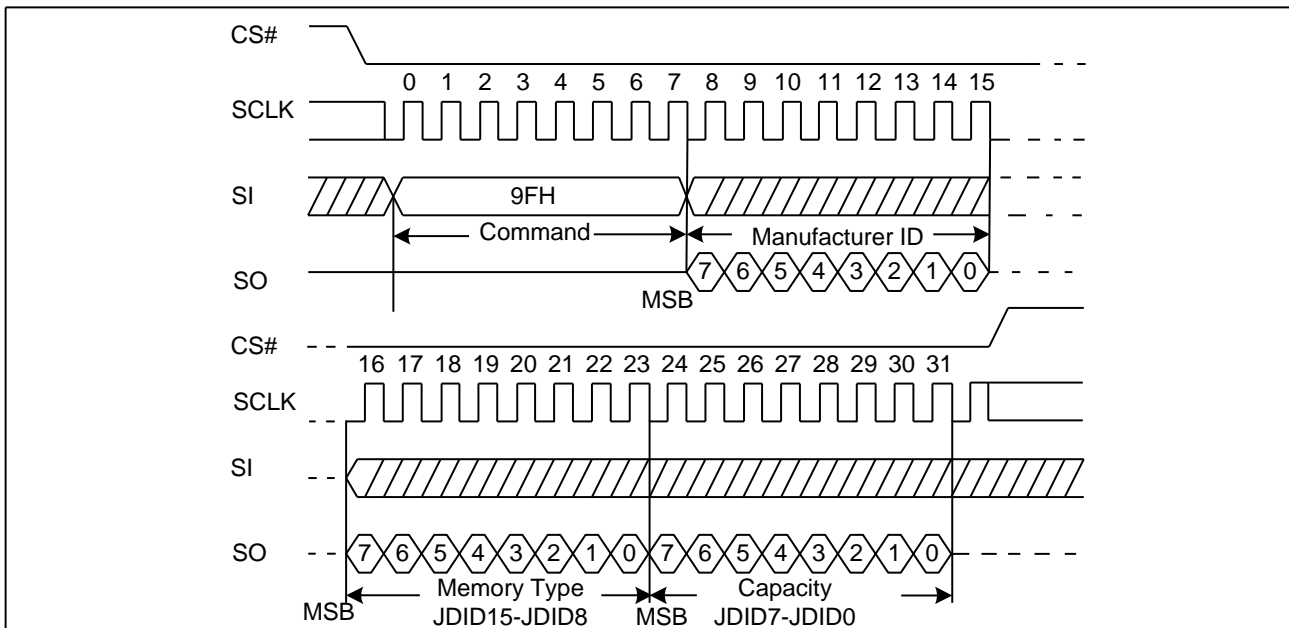 CS#
0 1 2 3 4 5 6 7 8 9 10 11 12 13 14 15
SCLK
SI 9FH
Command Manufacturer ID
SO 7 6 5 4 3 2 1 0
MSB
CS#
16 17 18 19 20 21 22 23 24 25 26 27 28 29 30 31
SCLK
SI
SO 7 6 5 4 3 2 1 0 7 6 5 4 3 2 1 0
Memory Type Capacity
MSB JDID15-JDID8 MSB JDID7-JDID0